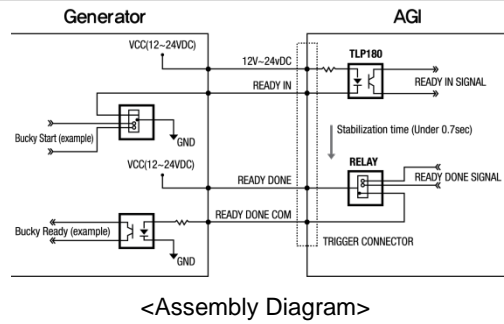 Generator
AGI
VCC(12~24VDC)
12V~24vDC
TLP180
READY IN
READY IN SIGNAL
Bucky Start (example)
GND
Stabilization time (Under 0.7sec)
VCC(12~24VDC)
RELAY
READY DONE
READY DONE SIGNAL
READY DONE COM
Bucky Ready (example)
TRIGGER CONNECTOR
GND
<Assembly Diagram>